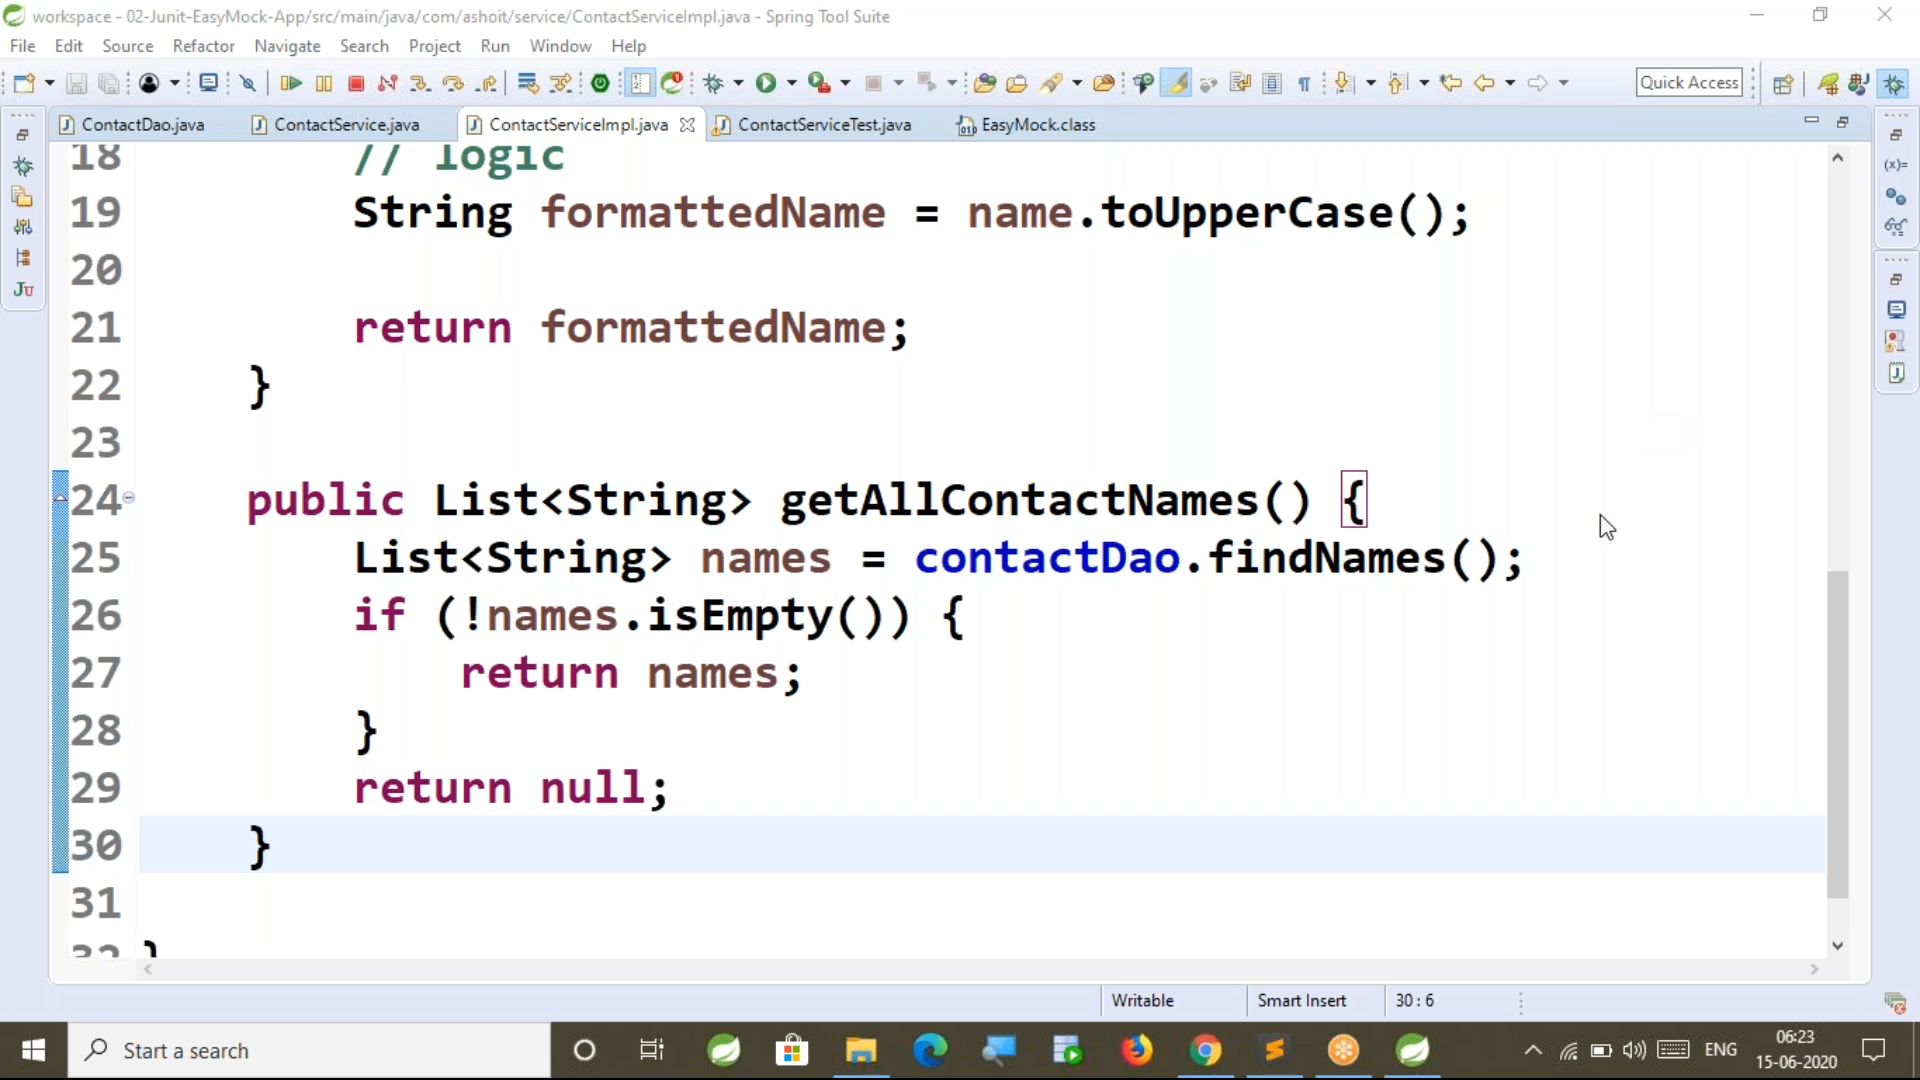 workspace - 02-Junit-EasyMock-App/src/main/java/com/ashoit/service/ContactServiceImpl.java - Spring Tool Suite
File Edit Source Refactor Navigate Search Project Run Window Help
Quick Access
ContactDao.java ContactService.java ContactServiceImpl.java ContactServiceTest.java EasyMock.class
18 // logic
19 String formattedName = name.toUpperCase();
20
21 return formattedName;
22 }
23
24 public List<String> getAllContactNames() {
25 List<String> names = contactDao.findNames();
26 if (!names.isEmpty()) {
27 return names;
28 }
29 return null;
30 }
31
32 }
Writable Smart Insert 30 : 6
Start a search
ENG
06:23
15-06-2020